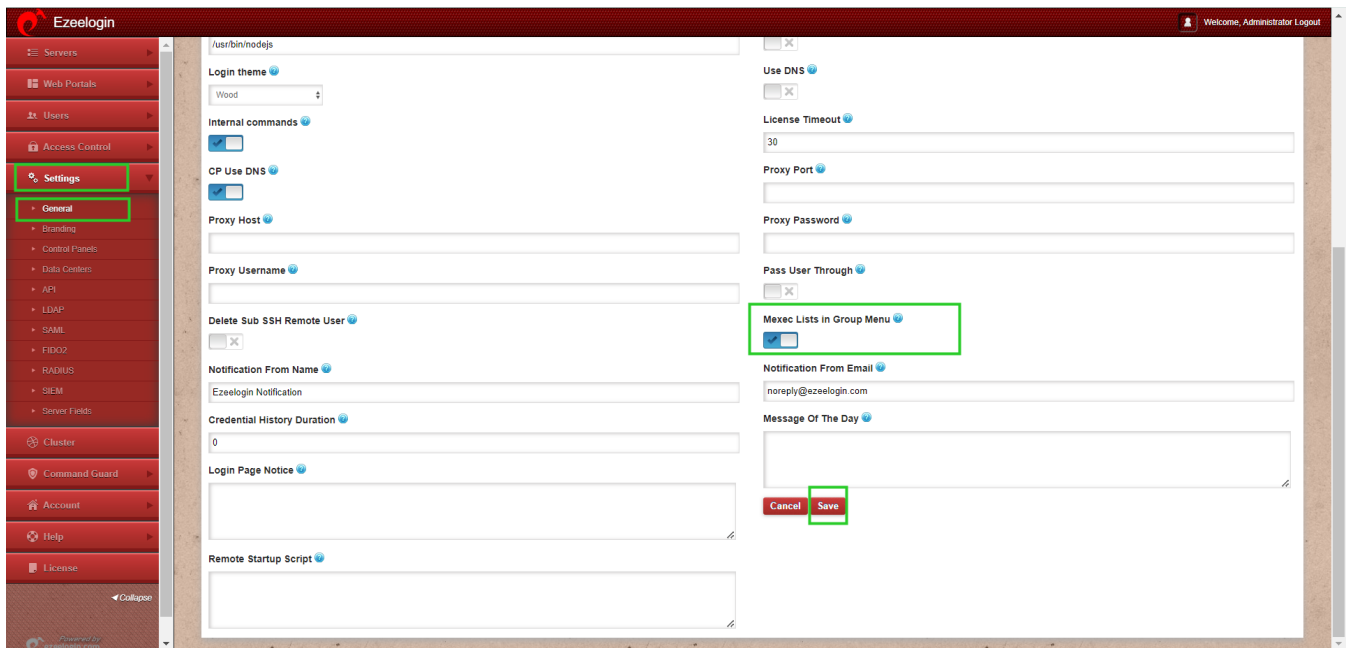 Ezeelogin
Welcome, Administrator Logout
Servers
Web Portals
Users
Access Control
Settings
General
Branding
Control Panels
Data Centers
API
LDAP
SAML
FIDO2
RADIUS
SIEM
Server Fields
Cluster
Command Guard
Account
Help
License
Collapse
Powered by
ezeelogin.com
/usr/bin/nodejs
Login theme
Wood
Internal commands
CP Use DNS
Proxy Host
Proxy Username
Delete Sub SSH Remote User
Notification From Name
Ezeelogin Notification
Credential History Duration
0
Login Page Notice
Remote Startup Script
Use DNS
License Timeout
30
Proxy Port
Proxy Password
Pass User Through
Mexec Lists in Group Menu
Notification From Email
noreply@ezeelogin.com
Message Of The Day
Cancel Save